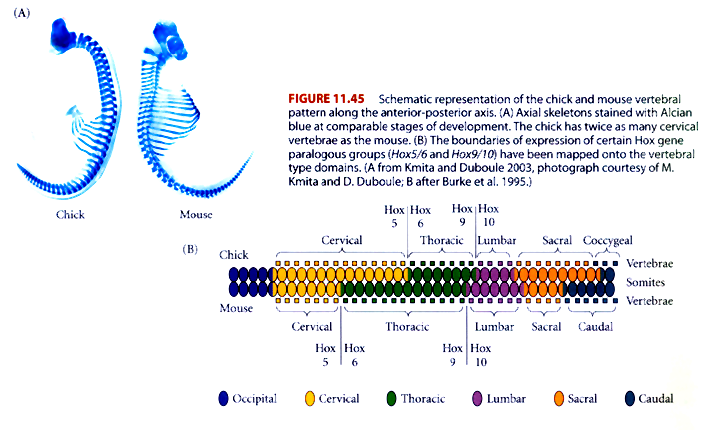 (A)
Chick
Mouse
FIGURE 11.45 Schematic representation of the chick and mouse vertebral
pattern along the anterior-posterior axis. (A) Axial skeletons stained with Alcian
blue at comparable stages of development. The chick has twice as many cervical
vertebrae as the mouse. (B) The boundaries of expression of certain Hox gene
paralogous groups (Hox5/6 and Hox9/10) have been mapped onto the vertebral
type domains. (A from Kmita and Duboule 2003, photograph courtesy of M.
Kmita and D. Duboule; B after Burke et al. 1995.)
Hox Hox Hox Hox
5 6 9 10
(B)
Cervical Thoracic Lumbar Sacral Coccygeal
Chick Vertebrae
Somites
Mouse Vertebrae
Cervical Thoracic Lumbar Sacral Caudal
Hox Hox Hox Hox
5 6 9 10
Occipital Cervical Thoracic Lumbar Sacral Caudal